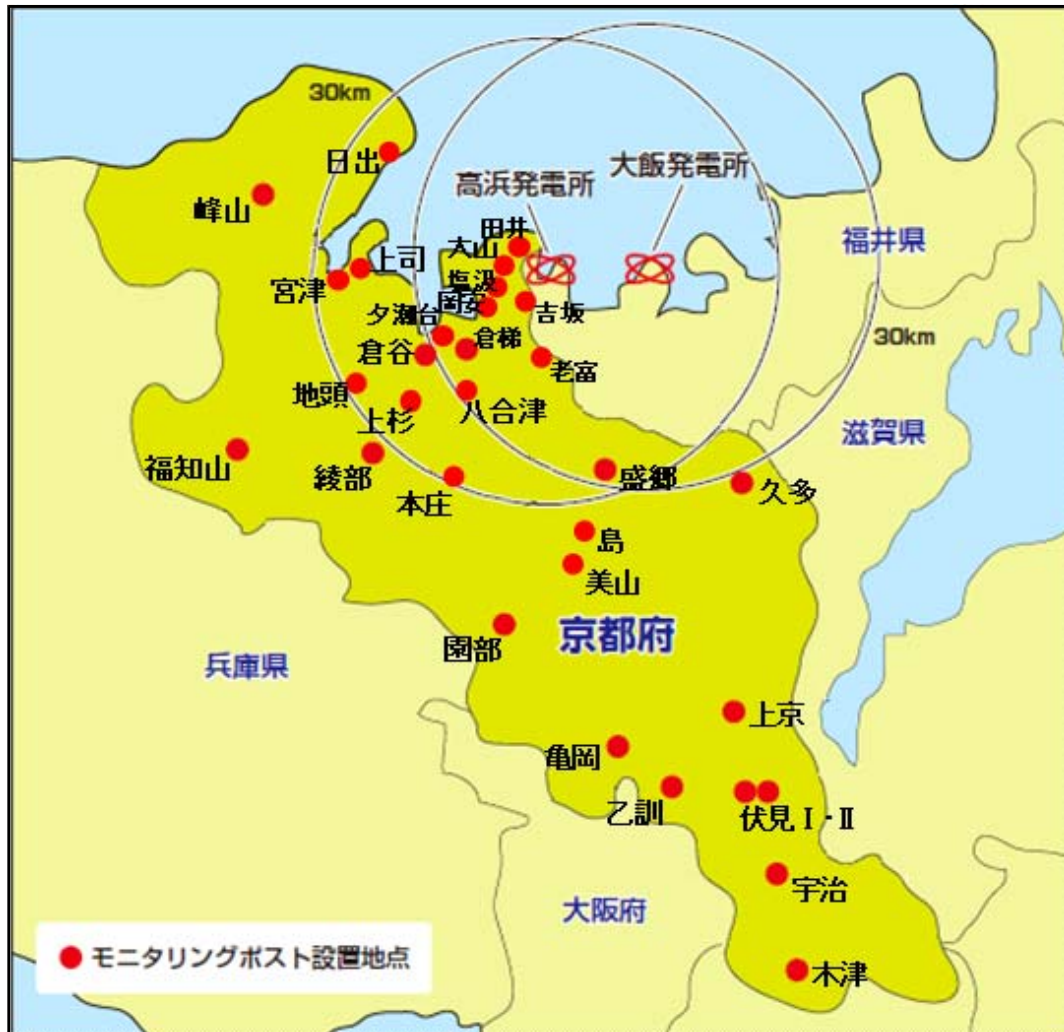 30km
日出
高浜発電所
大飯発電所
峰山
田井
大山
福井県
上司
塩汲
宮津
岡安
吉坂
夕潮台
倉梯
30km
倉谷
老富
地頭
八合津
上杉
滋賀県
福知山
綾部
盛郷
本庄
久多
島
美山
京都府
園部
兵庫県
上京
亀岡
乙訓
伏見Ⅰ・Ⅱ
宇治
大阪府
モニタリングポスト設置地点
木津